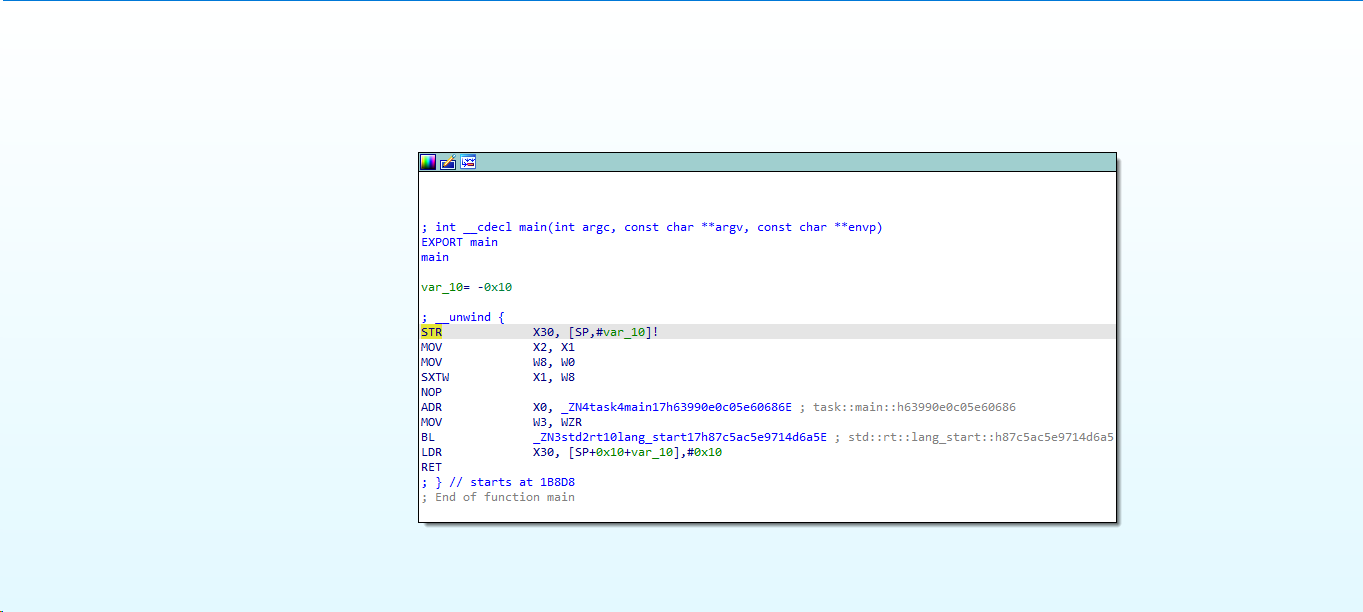 ; int __cdecl main(int argc, const char **argv, const char **envp)
EXPORT main
main
var_10= -0x10
; __unwind {
STR X30, [SP,#var_10]!
MOV X2, X1
MOV W8, W0
SXTW X1, W8
NOP
ADR X0, _ZN4task4main17h63990e0c05e60686E ; task::main::h63990e0c05e60686
MOV W3, WZR
BL _ZN3std2rt10lang_start17h87c5ac5e9714d6a5E ; std::rt::lang_start::h87c5ac5e9714d6a5
LDR X30, [SP+0x10+var_10],#0x10
RET
; } // starts at 1B8D8
; End of function main